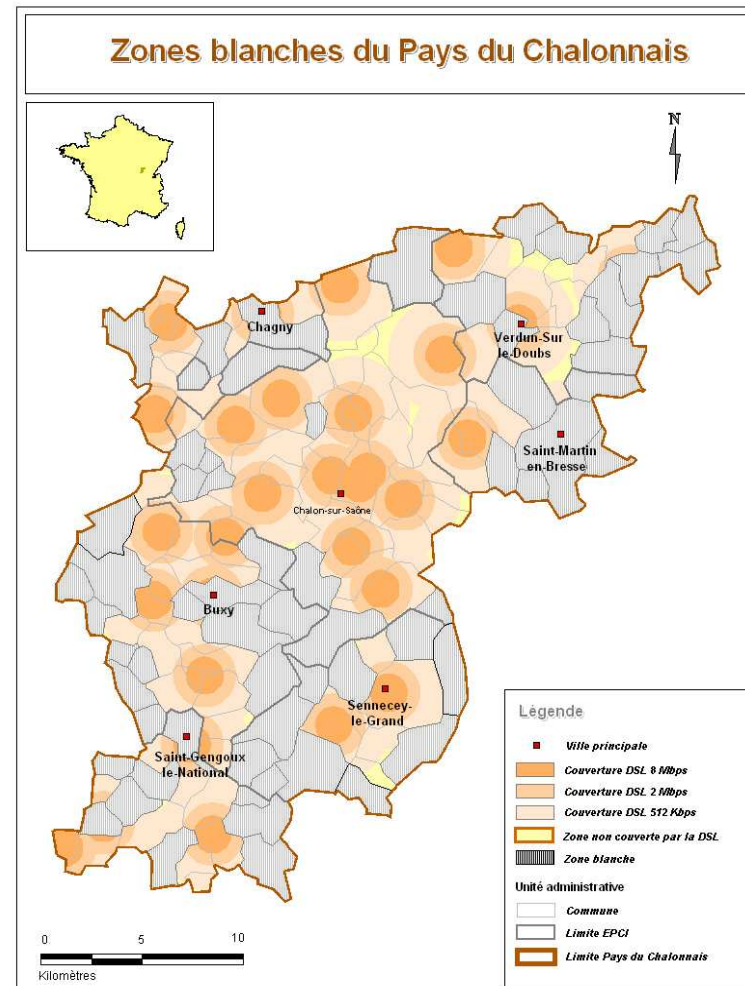 Zones blanches du Pays du Chalonnais
N
Chagny
Verdun-Sur
le-Doubs
Saint-Martin
en-Bresse
Chalon-sur-Saône
Buxy
Sennecey-
le-Grand
Saint-Gengoux
le-National
Légende
Ville principale
Couverture DSL 8 Mbps
Couverture DSL 2 Mbps
Couverture DSL 512 Kbps
Zone non couverte par la DSL
Zone blanche
Unité administrative
Commune
Limite EPCI
Limite Pays du Chalonnais
0 5 10
Kilomètres